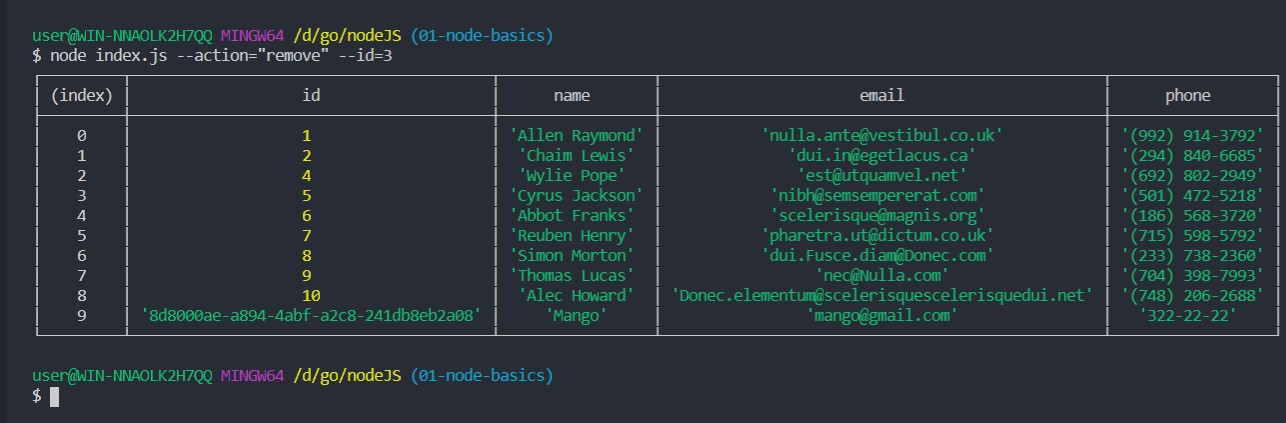 user@WIN-NNAOLK2H7QQ MINGW64 /d/go/nodeJS (01-node-basics)
$ node index.js --action="remove" --id=3
(index) id name email phone
0 1 'Allen Raymond' 'nulla.ante@vestibul.co.uk' '(992) 914-3792'
1 2 'Chaim Lewis' 'dui.in@egetlacus.ca' '(294) 840-6685'
2 4 'Wylie Pope' 'est@utquamvel.net' '(692) 802-2949'
3 5 'Cyrus Jackson' 'nibh@semsempererat.com' '(501) 472-5218'
4 6 'Abbot Franks' 'scelerisque@magnis.org' '(186) 568-3720'
5 7 'Reuben Henry' 'pharetra.ut@dictum.co.uk' '(715) 598-5792'
6 8 'Simon Morton' 'dui.Fusce.diam@Donec.com' '(233) 738-2360'
7 9 'Thomas Lucas' 'nec@Nulla.com' '(704) 398-7993'
8 10 'Alec Howard' 'Donec.elementum@scelerisquescelerisquedui.net' '(748) 206-2688'
9 '8d8000ae-a894-4abf-a2c8-241db8eb2a08' 'Mango' 'mango@gmail.com' '322-22-22'
user@WIN-NNAOLK2H7QQ MINGW64 /d/go/nodeJS (01-node-basics)
$